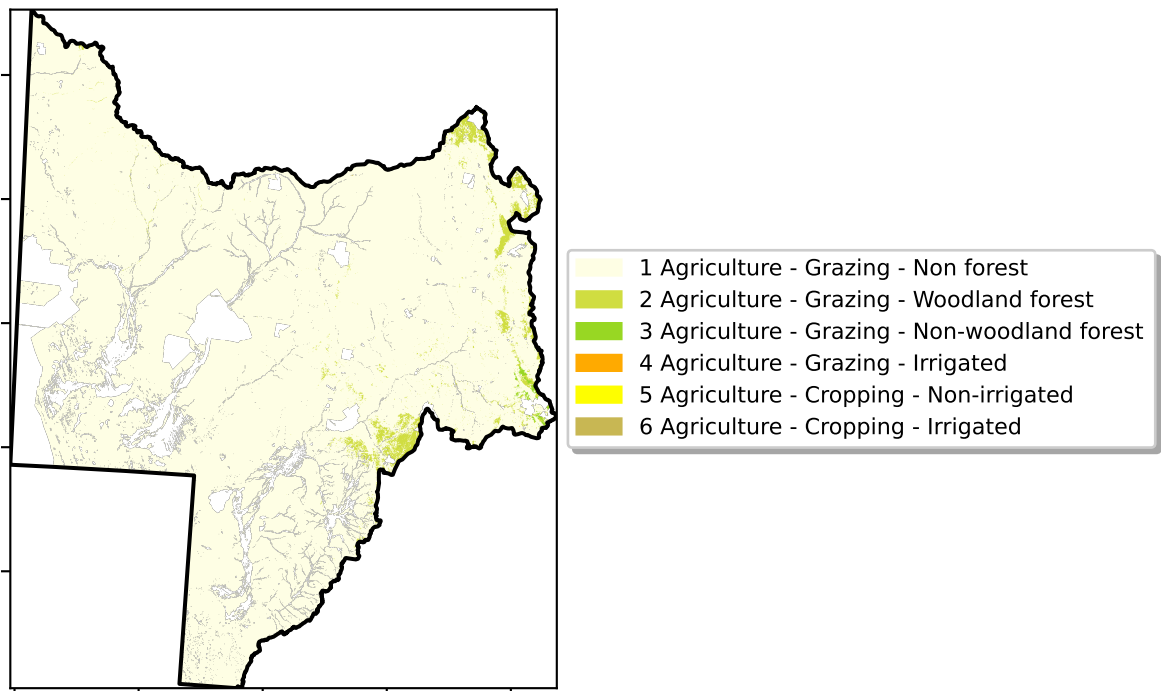 1 Agriculture - Grazing - Non forest
2 Agriculture - Grazing - Woodland forest
3 Agriculture - Grazing - Non-woodland forest
4 Agriculture - Grazing - Irrigated
5 Agriculture - Cropping - Non-irrigated
6 Agriculture - Cropping - Irrigated